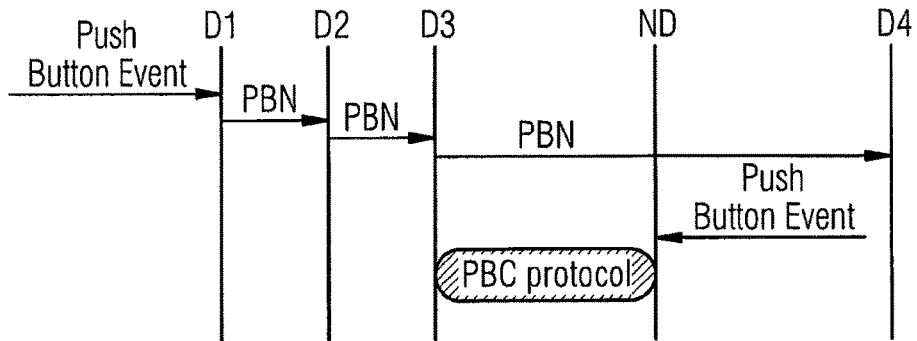 D1 D2 D3 ND D4
Push
Button Event
PBN
PBN
PBN
Push
Button Event
PBC protocol